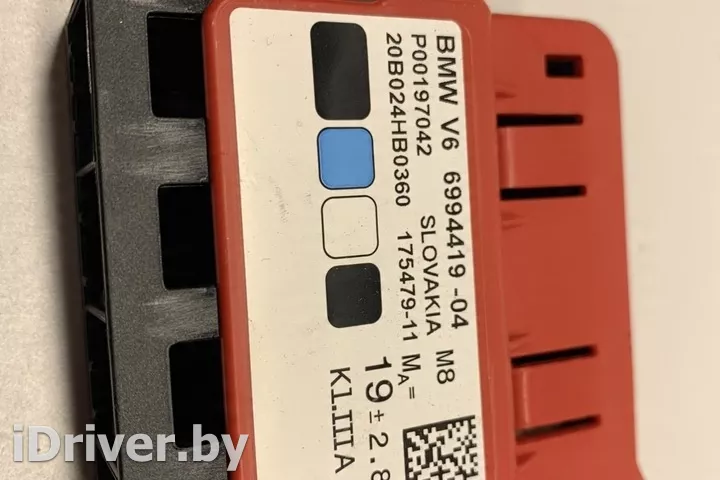 BMW V6 6994419 -04 M8
P00197042 SLOVAKIA
20B024HB0360 175479-11 MA=
19±2.8
Kl.IIIA
iDriver.by